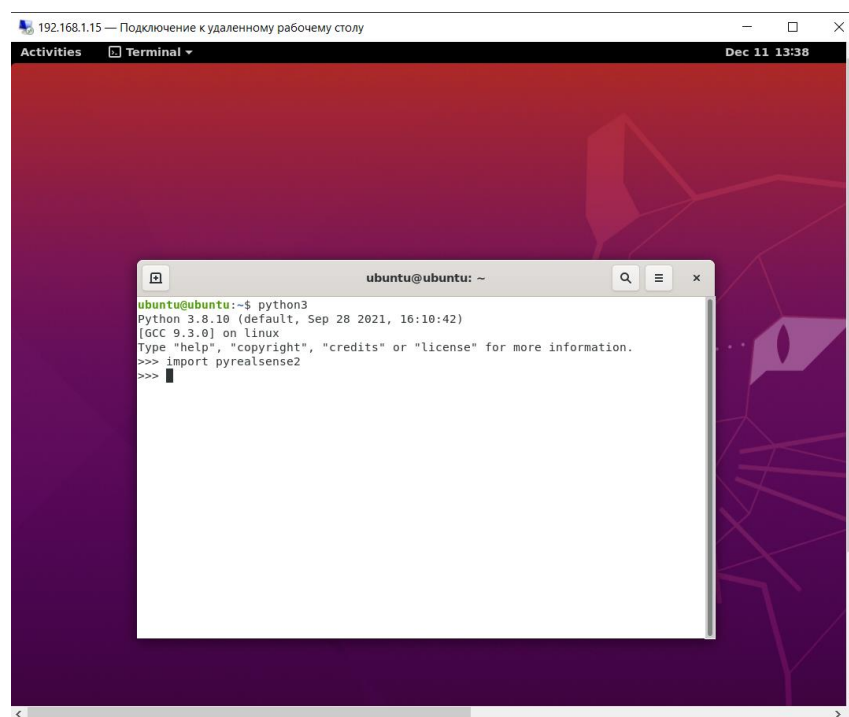 192.168.1.15 — Подключение к удаленному рабочему столу
Activities Terminal Dec 11 13:38
ubuntu@ubuntu: ~
ubuntu@ubuntu:~$ python3
Python 3.8.10 (default, Sep 28 2021, 16:10:42)
[GCC 9.3.0] on linux
Type "help", "copyright", "credits" or "license" for more information.
>>> import pyrealsense2
>>>